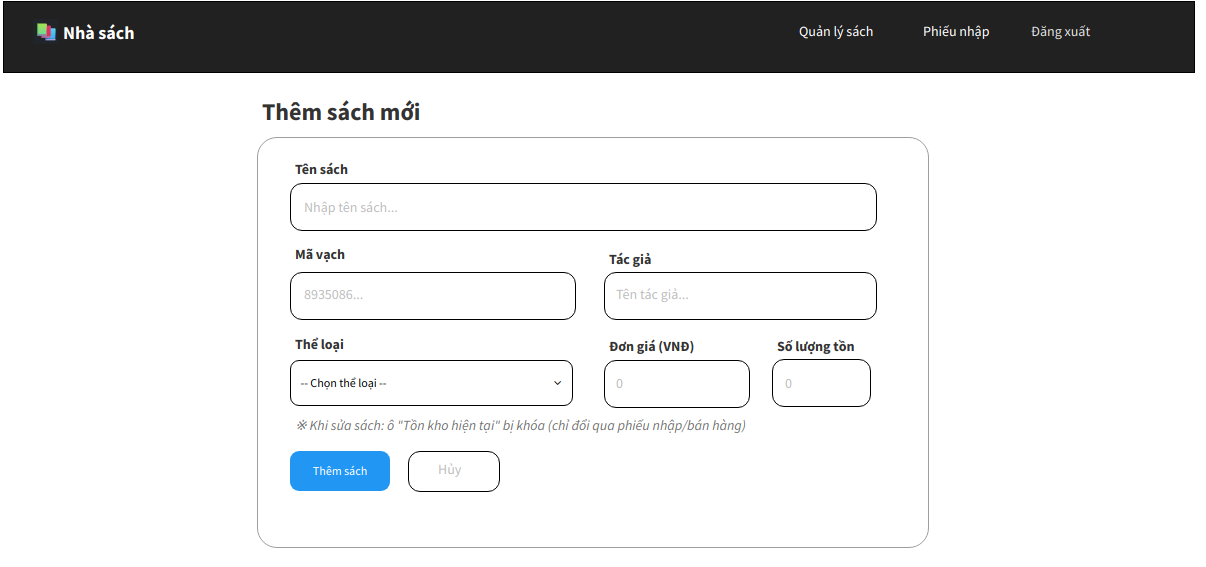 Nhà sách
Quản lý sách Phiếu nhập Đăng xuất
Thêm sách mới
Tên sách
Nhập tên sách...
Mã vạch Tác giả
8935086... Tên tác giả...
Thể loại Đơn giá (VNĐ) Số lượng tồn
-- Chọn thể loại -- 0 0
※ Khi sửa sách: ô "Tồn kho hiện tại" bị khóa (chỉ đổi qua phiếu nhập/bán hàng)
Thêm sách Hủy